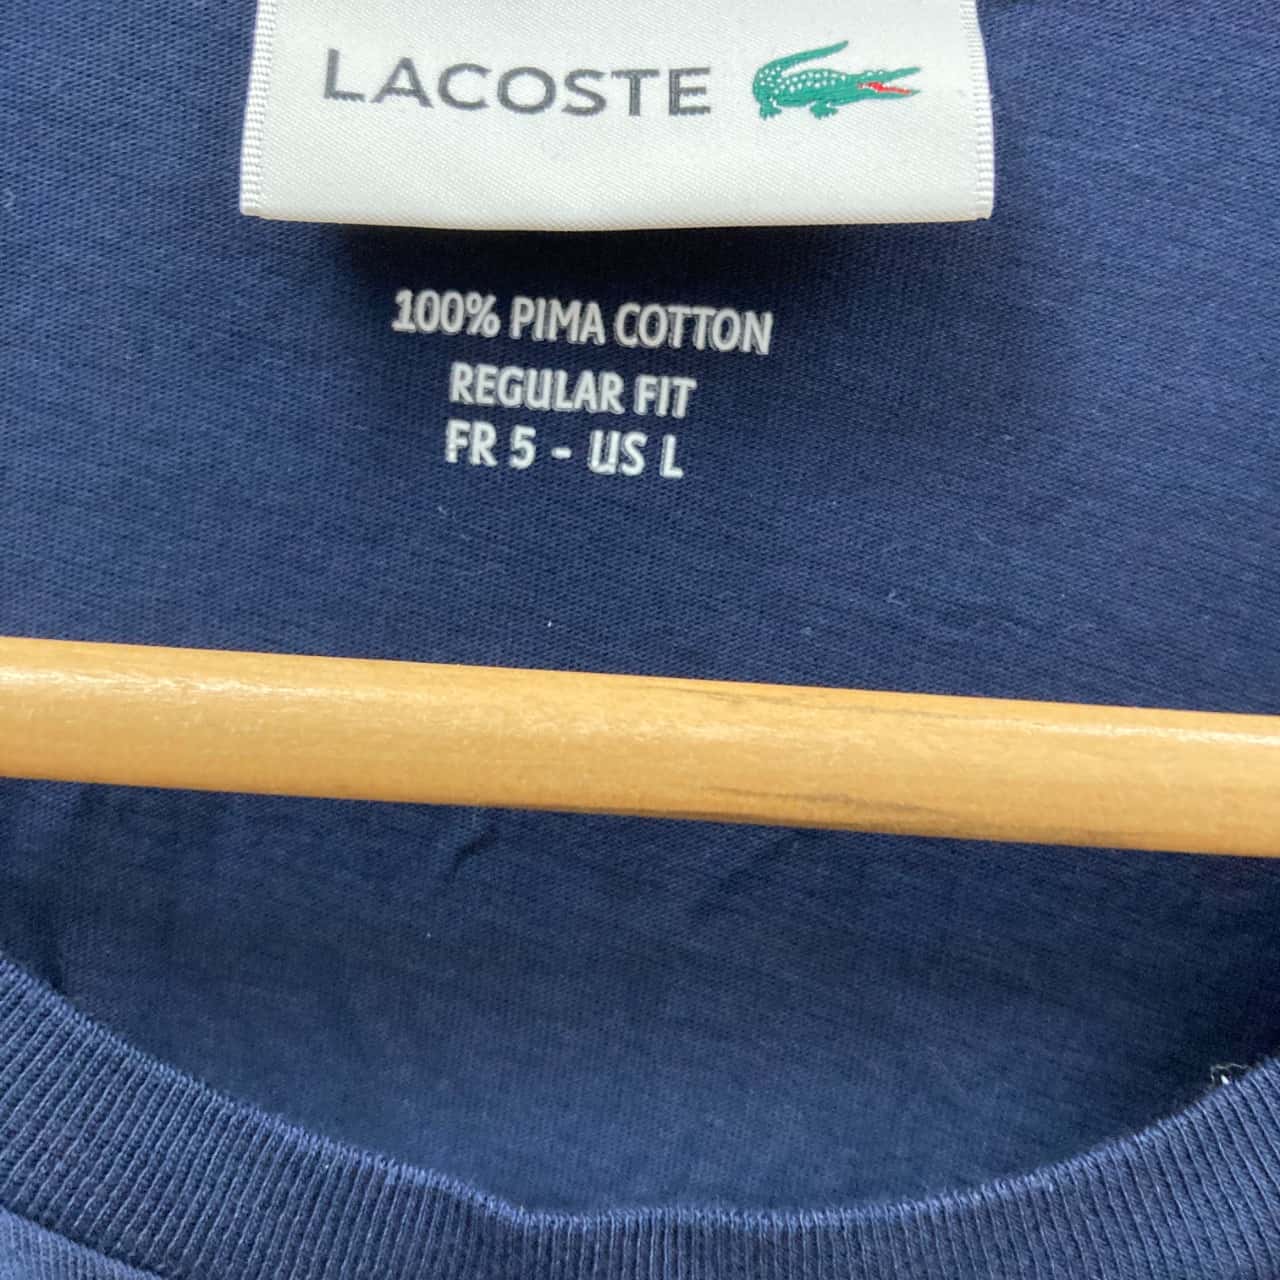 LACOSTE
100% PIMA COTTON
REGULAR FIT
FR 5 - US L